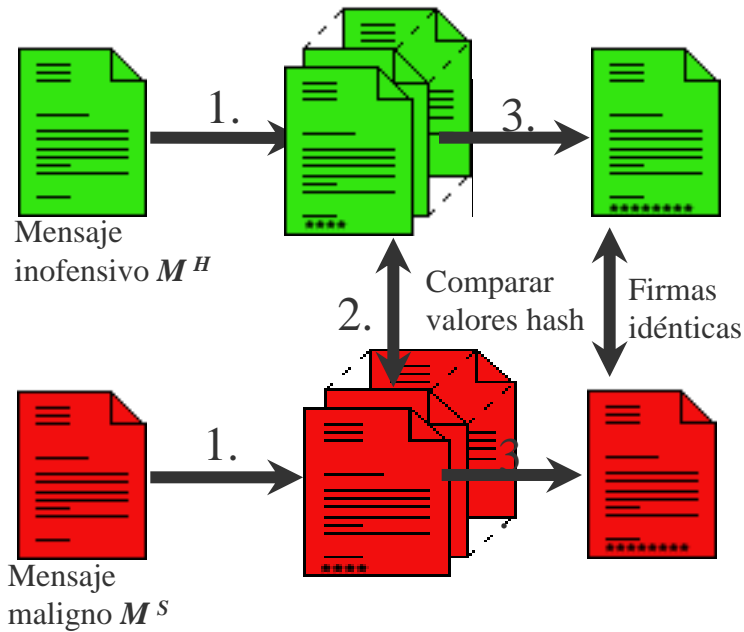 1.
3.
Mensaje
inofensivo M H
2.
Comparar
valores hash
Firmas
idénticas
1.
3.
Mensaje
maligno M S